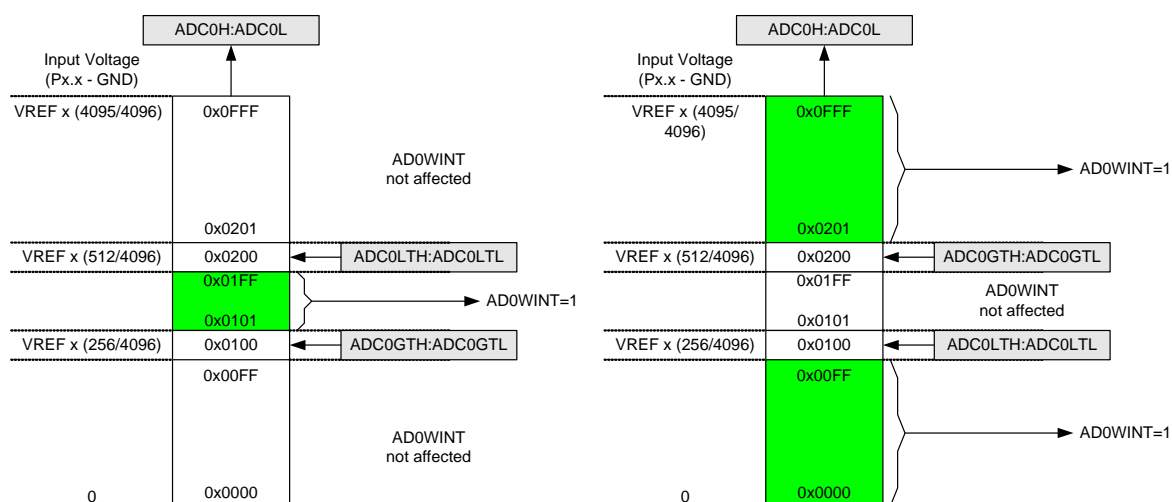 ADC0H:ADC0L
Input Voltage
(Px.x - GND)
VREF x (4095/4096)
0x0FFF
AD0WINT
not affected
0x0201
VREF x (512/4096)
0x0200
ADC0LTH:ADC0LTL
0x01FF
AD0WINT=1
0x0101
VREF x (256/4096)
0x0100
ADC0GTH:ADC0GTL
0x00FF
AD0WINT
not affected
0
0x0000
ADC0H:ADC0L
Input Voltage
(Px.x - GND)
VREF x (4095/
4096)
0x0FFF
AD0WINT=1
0x0201
VREF x (512/4096)
0x0200
ADC0GTH:ADC0GTL
0x01FF
AD0WINT
not affected
0x0101
VREF x (256/4096)
0x0100
ADC0LTH:ADC0LTL
0x00FF
AD0WINT=1
0
0x0000